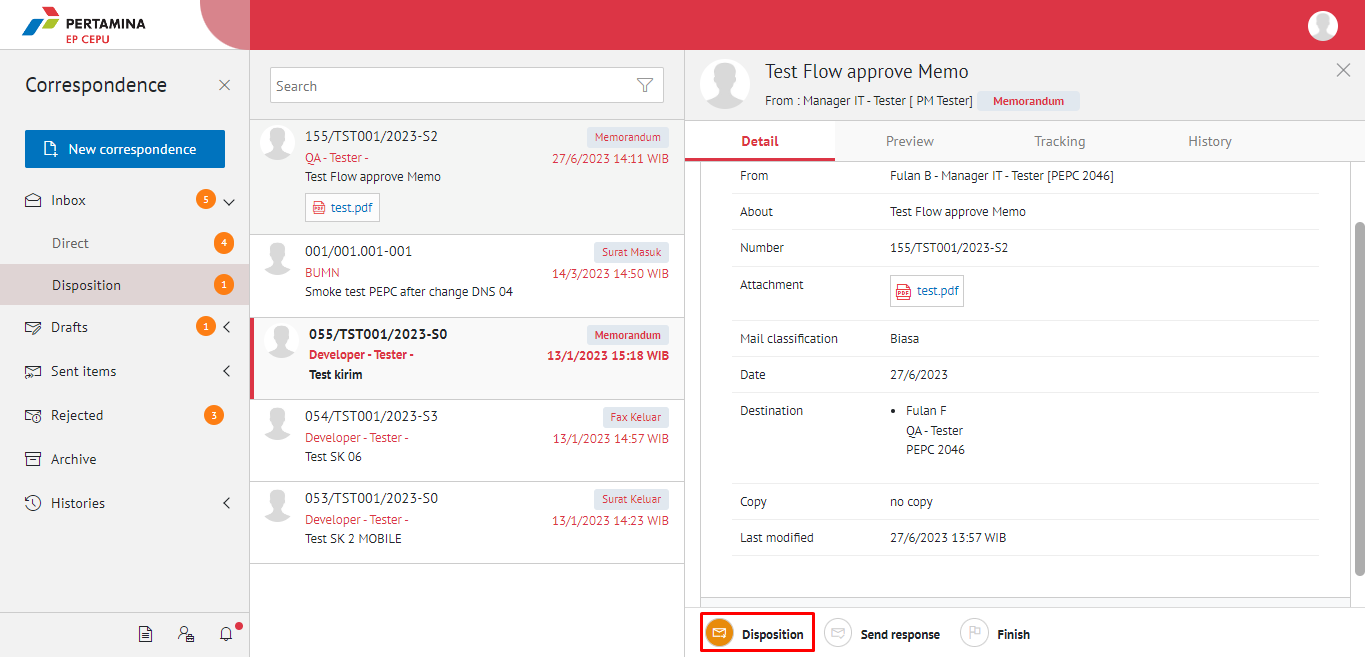 PERTAMINA
EP CEPU
Correspondence
New correspondence
Inbox 5
Direct 4
Disposition 1
Drafts 1
Sent items
Rejected 3
Archive
Histories
Search
155/TST001/2023-S2 Memorandum
QA - Tester - 27/6/2023 14:11 WIB
Test Flow approve Memo
PDF test.pdf
001/001.001-001 Surat Masuk
BUMN 14/3/2023 14:50 WIB
Smoke test PEPC after change DNS 04
055/TST001/2023-S0 Memorandum
Developer - Tester - 13/1/2023 15:18 WIB
Test kirim
054/TST001/2023-S3 Fax Keluar
Developer - Tester - 13/1/2023 14:57 WIB
Test SK 06
053/TST001/2023-S0 Surat Keluar
Developer - Tester - 13/1/2023 14:23 WIB
Test SK 2 MOBILE
Test Flow approve Memo
From : Manager IT - Tester [ PM Tester] Memorandum
Detail Preview Tracking History
From Fulan B - Manager IT - Tester [PEPC 2046]
About Test Flow approve Memo
Number 155/TST001/2023-S2
Attachment PDF test.pdf
Mail classification Biasa
Date 27/6/2023
Destination • Fulan F
QA - Tester
PEPC 2046
Copy no copy
Last modified 27/6/2023 13:57 WIB
Disposition Send response Finish